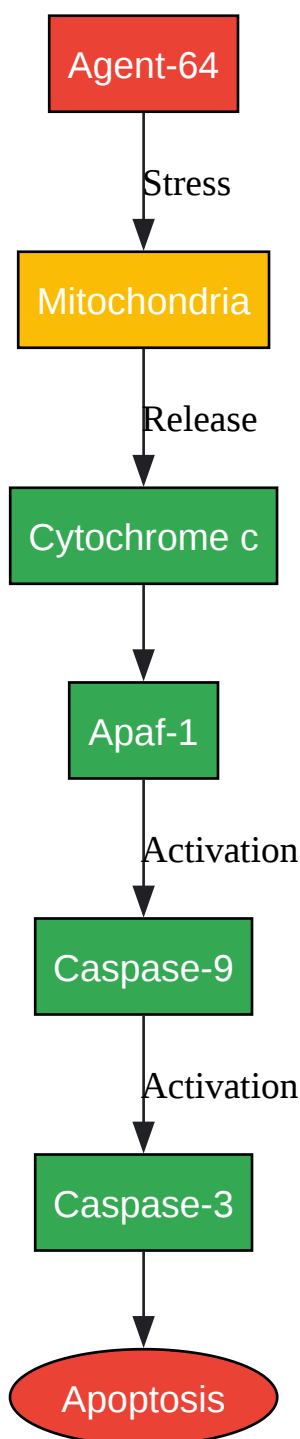 Agent-64
Stress
Mitochondria
Release
Cytochrome c
Apaf-1
Activation
Caspase-9
Activation
Caspase-3
Apoptosis